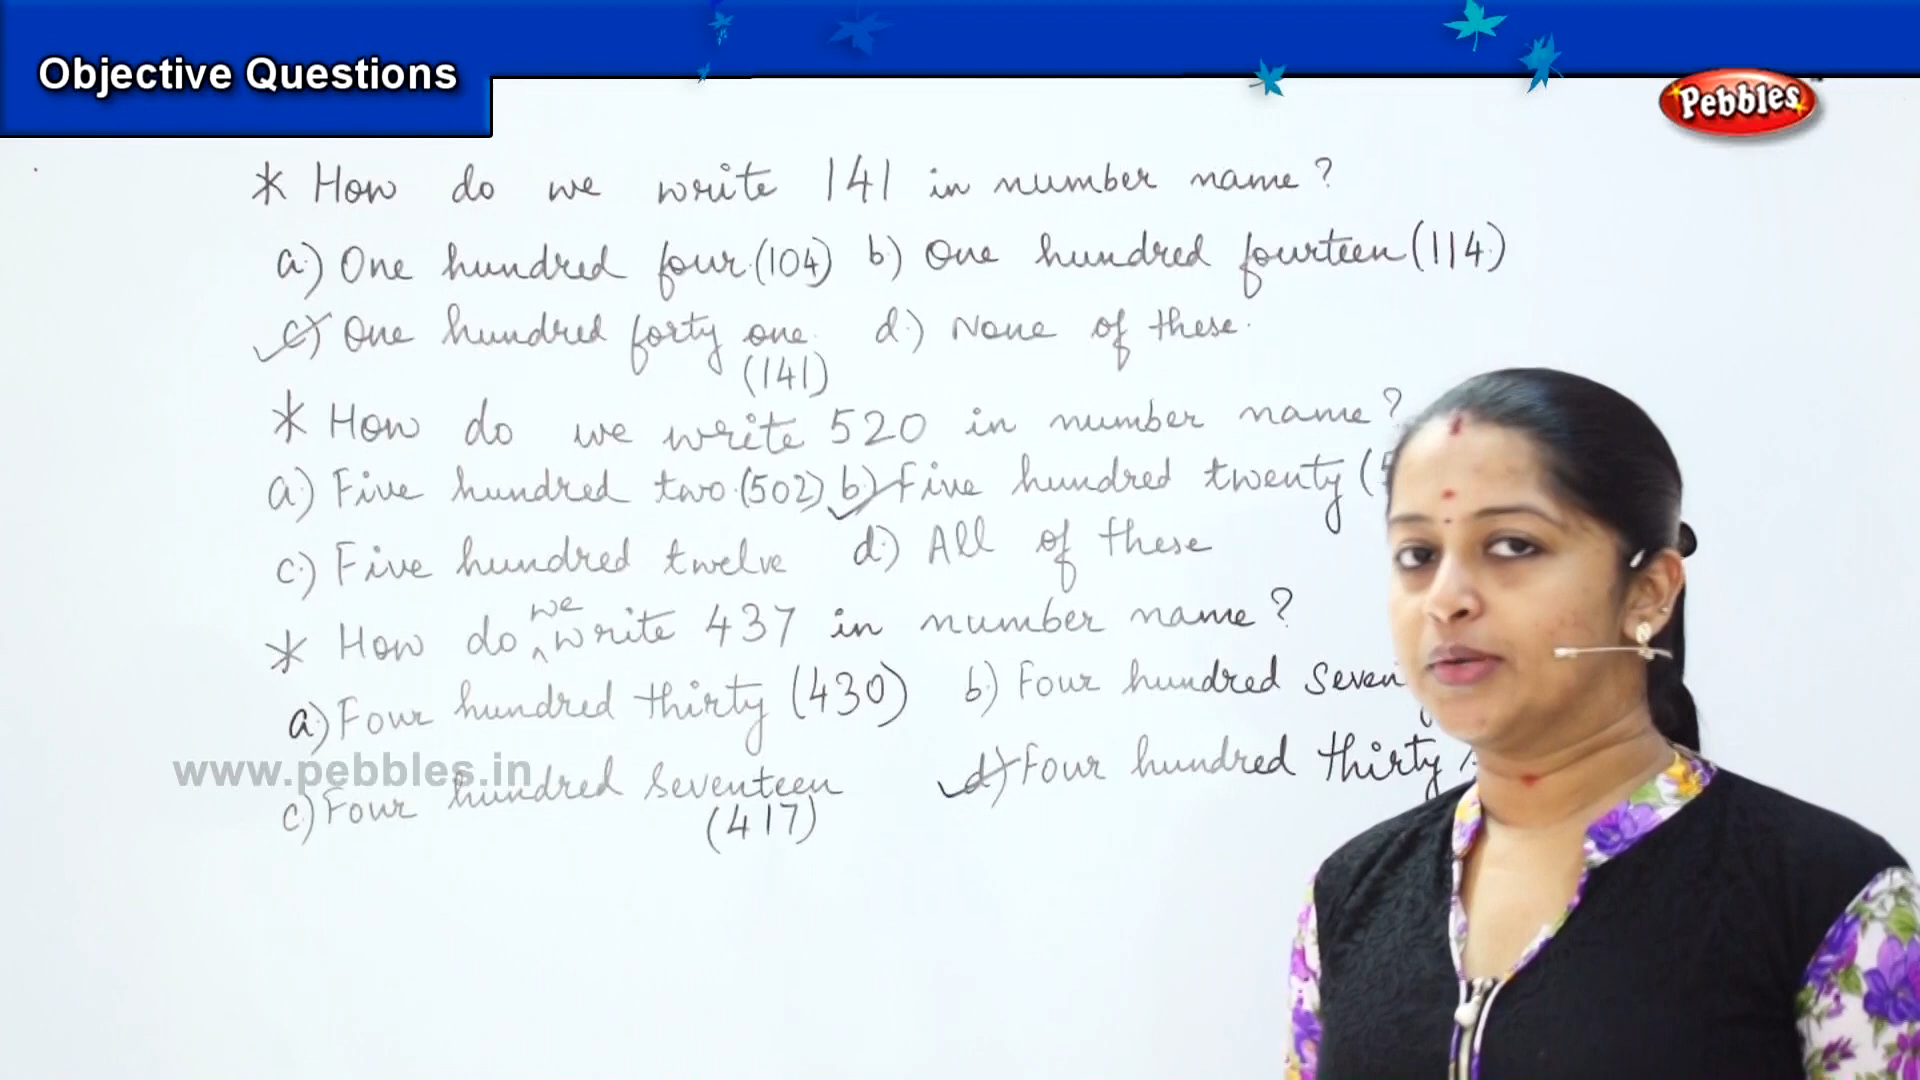 Objective Questions
Pebbles
* How do we write 141 in number name?
a.) One hundred four.(104) b.) One hundred fourteen (114.)
c.) One hundred forty one. d.) None of these.
(141)
* How do we write 520 in number name?
a.) Five hundred two.(502) b.) Five hundred twenty (5
c.) Five hundred twelve d.) All of these
we
* How do ^ write 437 in number name?
a.) Four hundred thirty (430) b.) Four hundred seven
www.pebbles.in
c.) Four hundred seventeen d.) Four hundred thirty
(417)